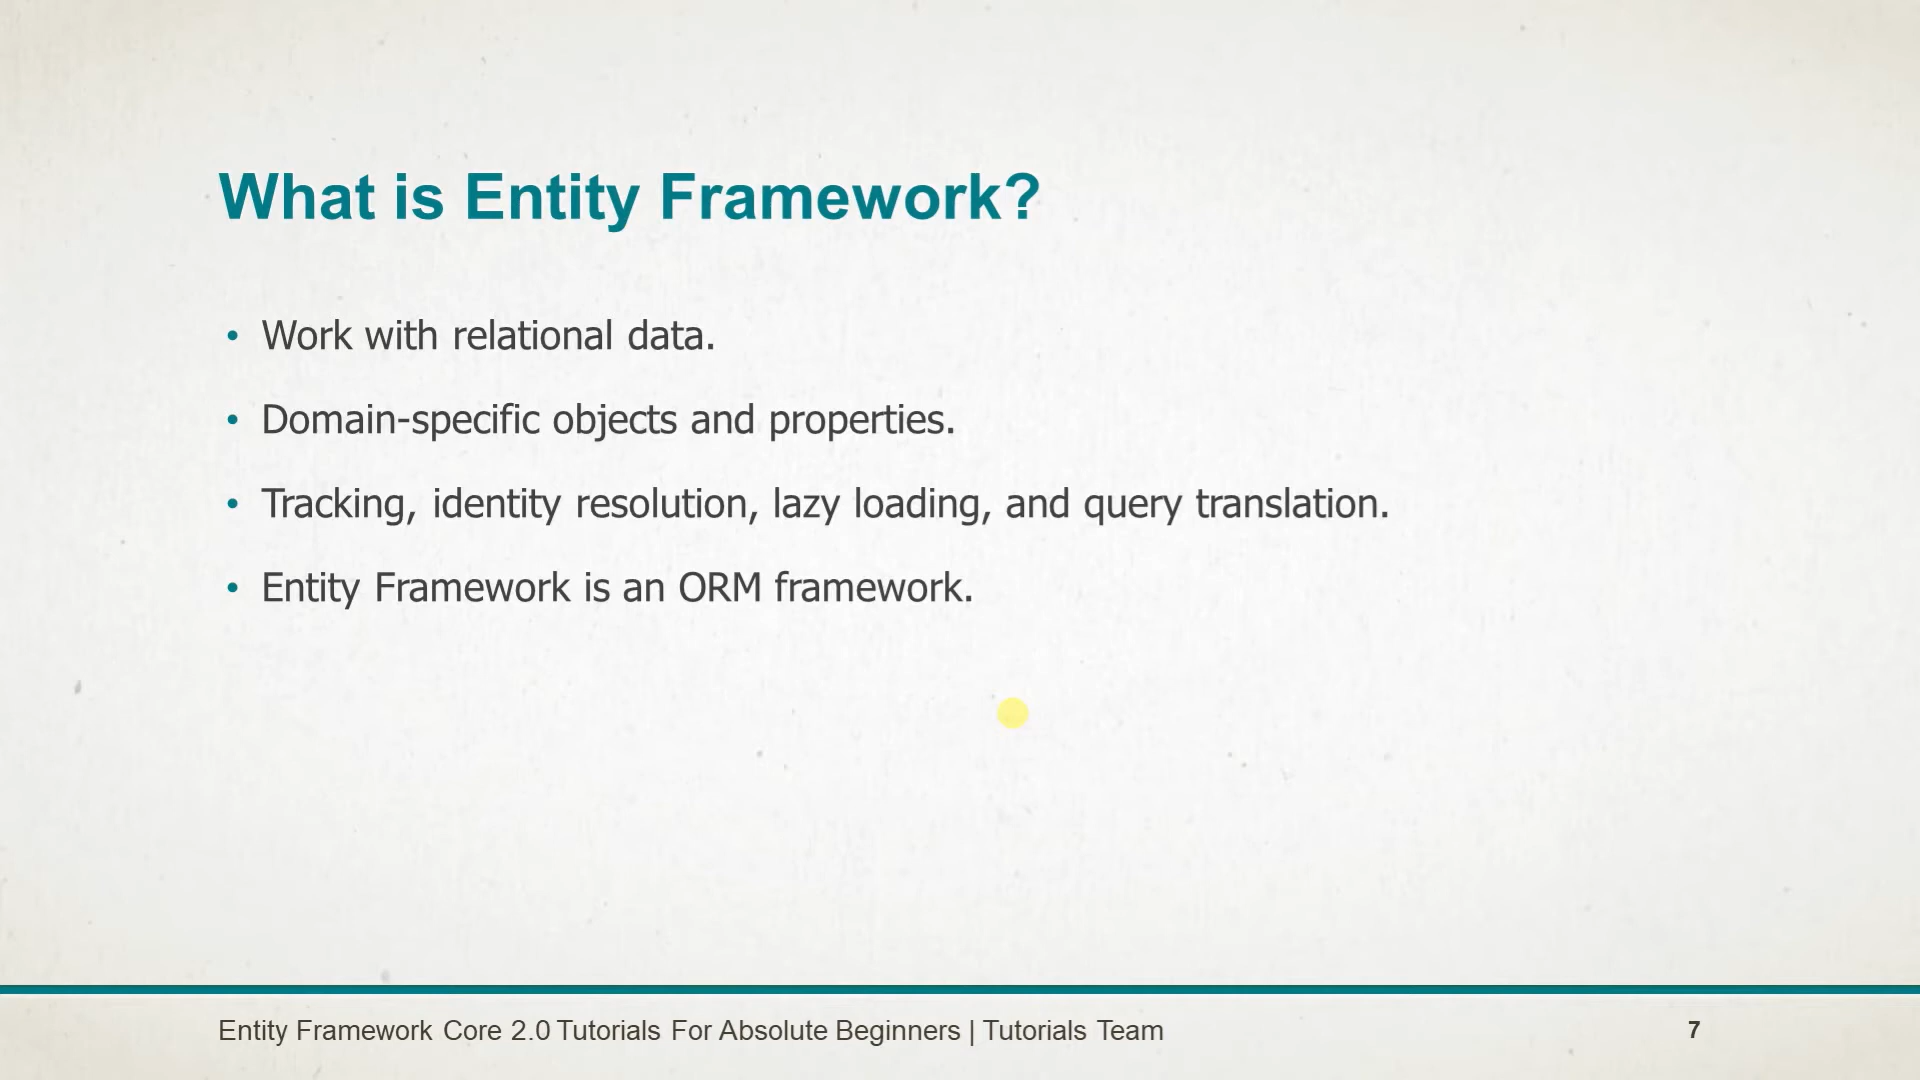 What is Entity Framework?
• Work with relational data.
• Domain-specific objects and properties.
• Tracking, identity resolution, lazy loading, and query translation.
• Entity Framework is an ORM framework.
Entity Framework Core 2.0 Tutorials For Absolute Beginners | Tutorials Team
7